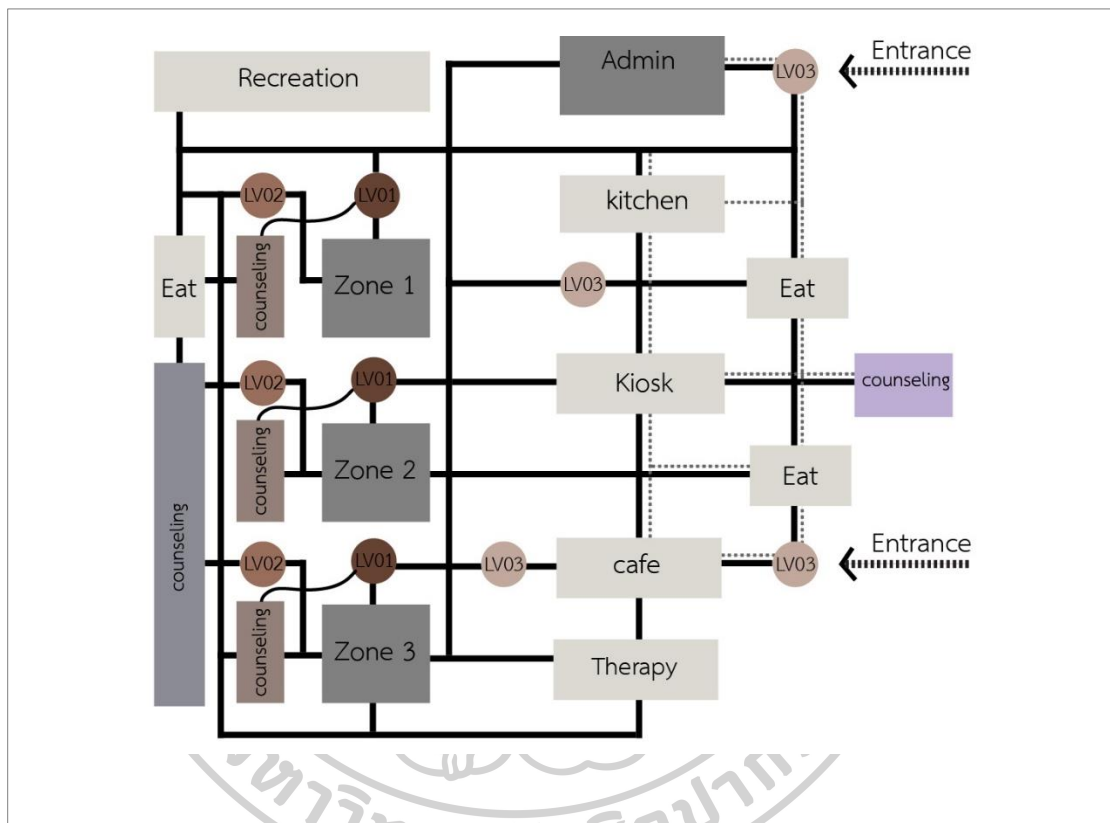 Entrance
Admin
LV03
Recreation
LV02
LV01
kitchen
counseling
Eat
Zone 1
LV03
Eat
LV02
LV01
Kiosk
counseling
counseling
Zone 2
Eat
counseling
LV02
LV01
LV03
cafe
LV03
Entrance
counseling
Zone 3
Therapy